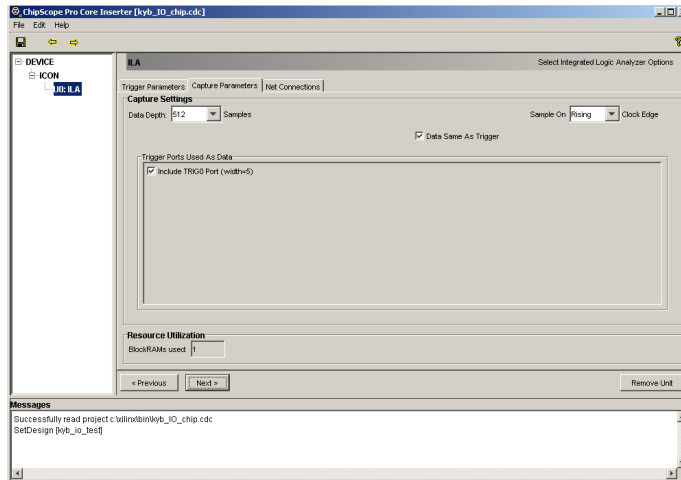 ChipScope Pro Core Inserter [kyb_IO_chip.cdc]
File Edit Help
DEVICE
ICON
U0: ILA
ILA
Select Integrated Logic Analyzer Options
Trigger Parameters Capture Parameters Net Connections
Capture Settings
Data Depth: 512 Samples
Sample On Rising Clock Edge
Data Same As Trigger
Trigger Ports Used As Data
Include TRIG0 Port (width=5)
Resource Utilization
BlockRAMs used: 1
< Previous
Next >
Remove Unit
Messages
Successfully read project c:\xilinx\bin\kyb_IO_chip.cdc
SetDesign [kyb_io_test]